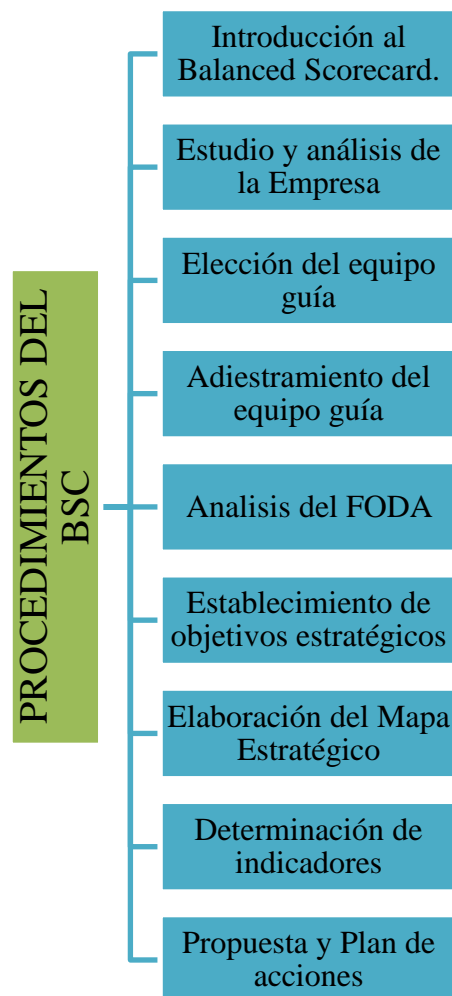 PROCEDIMIENTOS DEL
BSC
Introducción al
Balanced Scorecard.
Estudio y análisis de
la Empresa
Elección del equipo
guía
Adiestramiento del
equipo guía
Analisis del FODA
Establecimiento de
objetivos estratégicos
Elaboración del Mapa
Estratégico
Determinación de
indicadores
Propuesta y Plan de
acciones